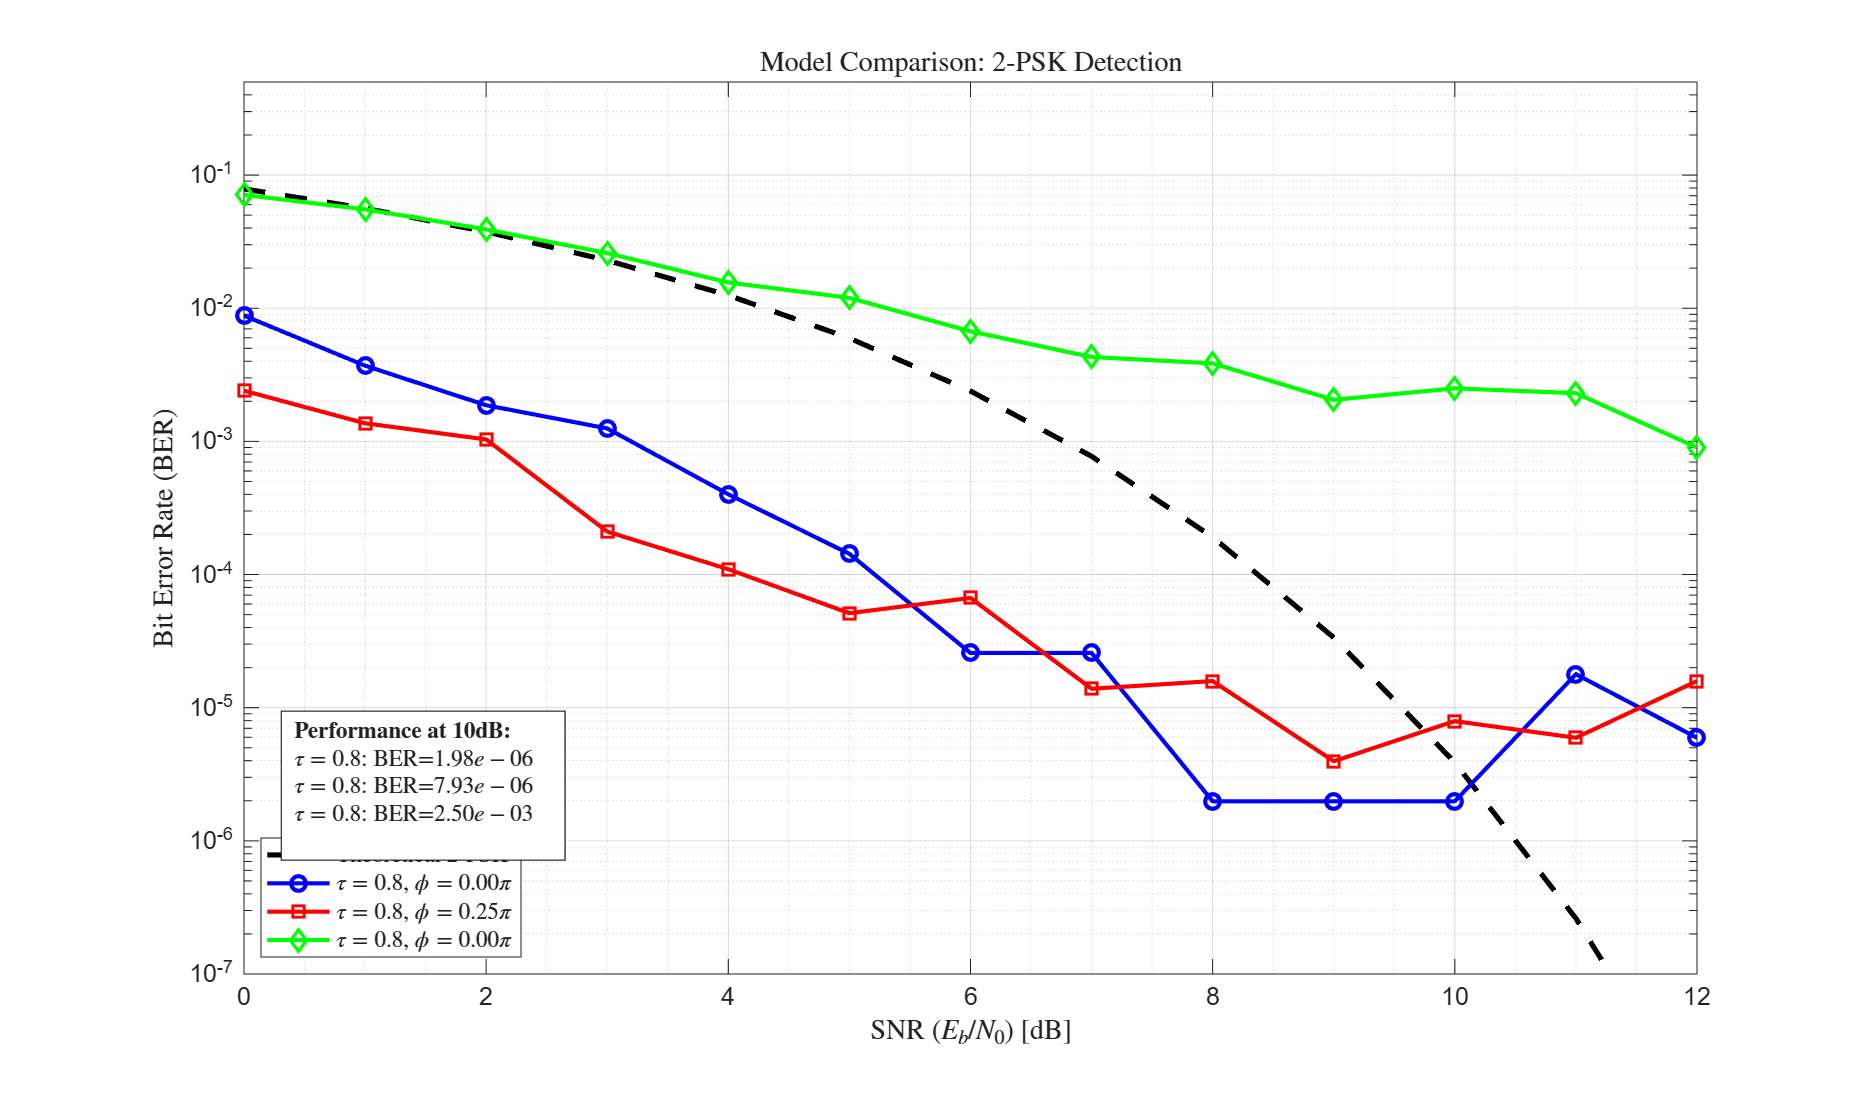 Model Comparison: 2-PSK Detection
Bit Error Rate (BER)
10^-1
10^-2
10^-3
10^-4
10^-5
10^-6
10^-7
Performance at 10dB:
τ = 0.8: BER=1.98e − 06
τ = 0.8: BER=7.93e − 06
τ = 0.8: BER=2.50e − 03
τ = 0.8, ϕ = 0.00π
τ = 0.8, ϕ = 0.25π
τ = 0.8, ϕ = 0.00π
0 2 4 6 8 10 12
SNR (E_b/N_0) [dB]